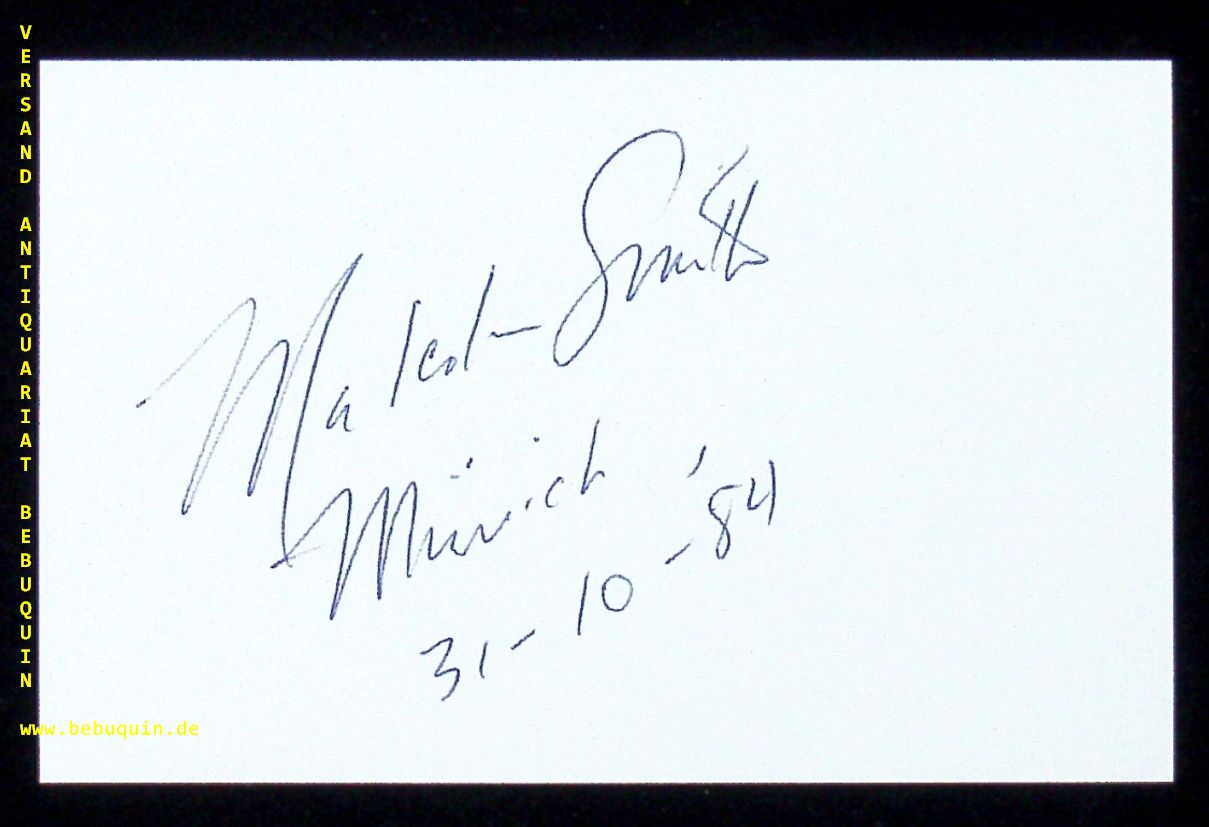 VERSAND ANTIQUARIAT BEBUQUIN
Malcolm Smith
München
31-10-'84
www.bebuquin.de